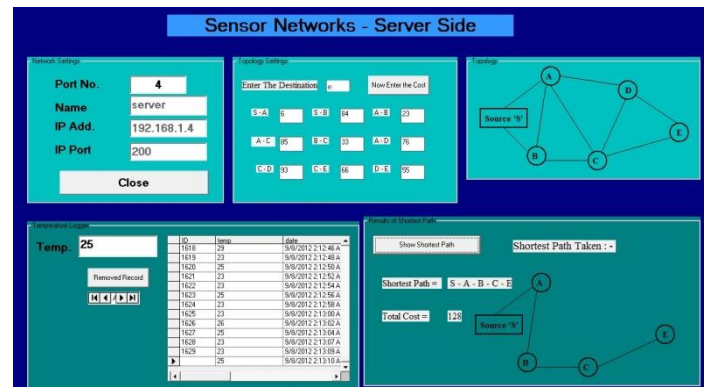 Sensor Networks - Server Side
Network Settings
Port No. 4
Name server
IP Add. 192.168.1.4
IP Port 200
Close
Topology Settings
Enter The Destination e Now Enter the Cost
S - A 6 S - B 84 A - B 23
A - C 85 B - C 33 A - D 76
C - D 93 C - E 66 D - E 55
Topology
A
D
Source 'S'
E
B
C
Temperature Logger
Temp. 25
Removed Record
ID temp date
1618 29 9/8/2012 2:12:46 A
1619 23 9/8/2012 2:12:48 A
1620 25 9/8/2012 2:12:50 A
1621 23 9/8/2012 2:12:52 A
1622 23 9/8/2012 2:12:54 A
1623 25 9/8/2012 2:12:56 A
1624 25 9/8/2012 2:12:58 A
1625 23 9/8/2012 2:13:00 A
1626 26 9/8/2012 2:13:02 A
1627 25 9/8/2012 2:13:04 A
1628 23 9/8/2012 2:13:07 A
1629 23 9/8/2012 2:13:09 A
25 9/8/2012 2:13:10 A
Results of Shortest Path
Show Shortest Path Shortest Path Taken : -
Shortest Path = S - A - B - C - E
Total Cost = 128
A
Source 'S'
E
B
C